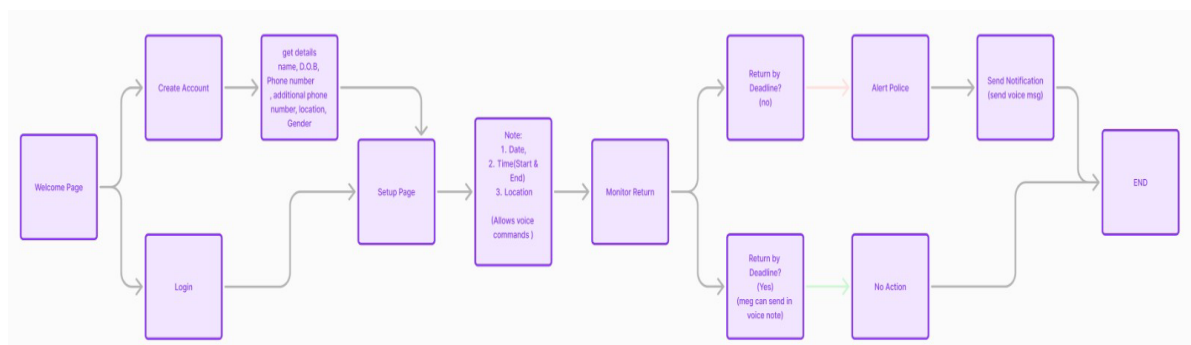 Welcome Page
Create Account
get details
name, D.O.B,
Phone number
, additional phone
number, location,
Gender
Login
Setup Page
Note:
1. Date,
2. Time(Start &
End)
3. Location
(Allows voice
commands )
Monitor Return
Return by
Deadline?
(no)
Alert Police
Send Notification
(send voice msg)
Return by
Deadline?
(Yes)
(meg can send in
voice note)
No Action
END